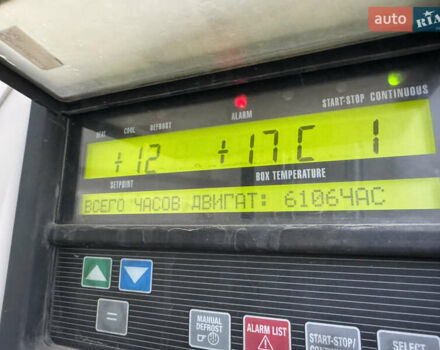 auto RIA
START-STOP CONTINUOUS
HEAT COOL DEFROST ALARM
+12 +17C 1
SETPOINT BOX TEMPERATURE
ВСЕГО ЧАСОВ ДВИГАТ: 6106ЧАС
=
MANUAL DEFROST
ALARM LIST
START-STOP/
SELECT